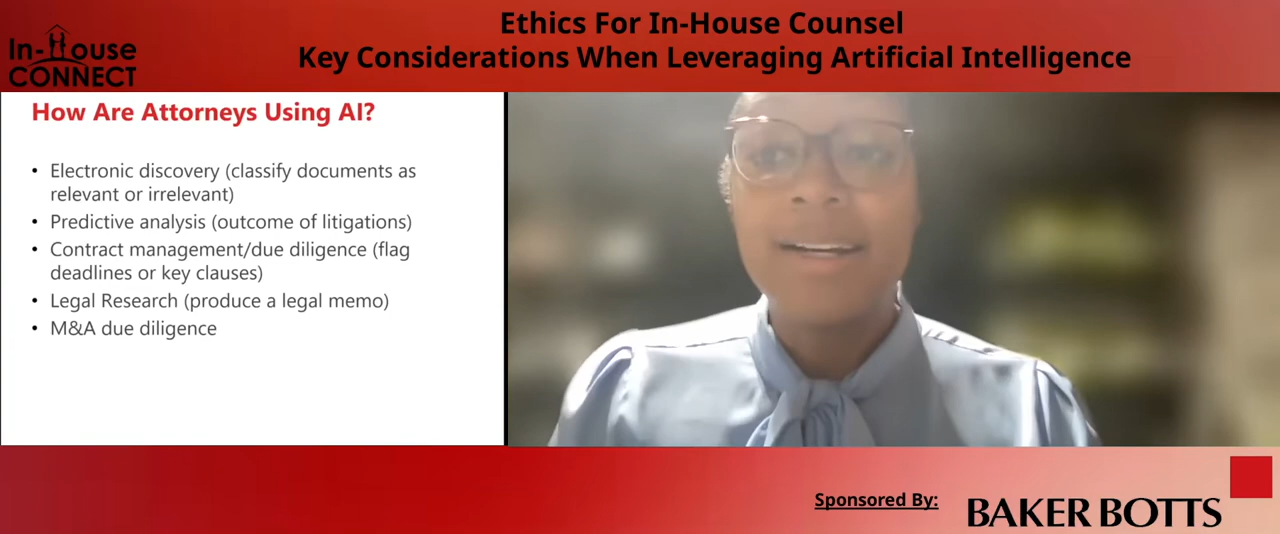 Ethics For In-House Counsel
Key Considerations When Leveraging Artificial Intelligence
In-House
CONNECT
How Are Attorneys Using AI?
• Electronic discovery (classify documents as
relevant or irrelevant)
• Predictive analysis (outcome of litigations)
• Contract management/due diligence (flag
deadlines or key clauses)
• Legal Research (produce a legal memo)
• M&A due diligence
Sponsored By:
BAKER BOTTS